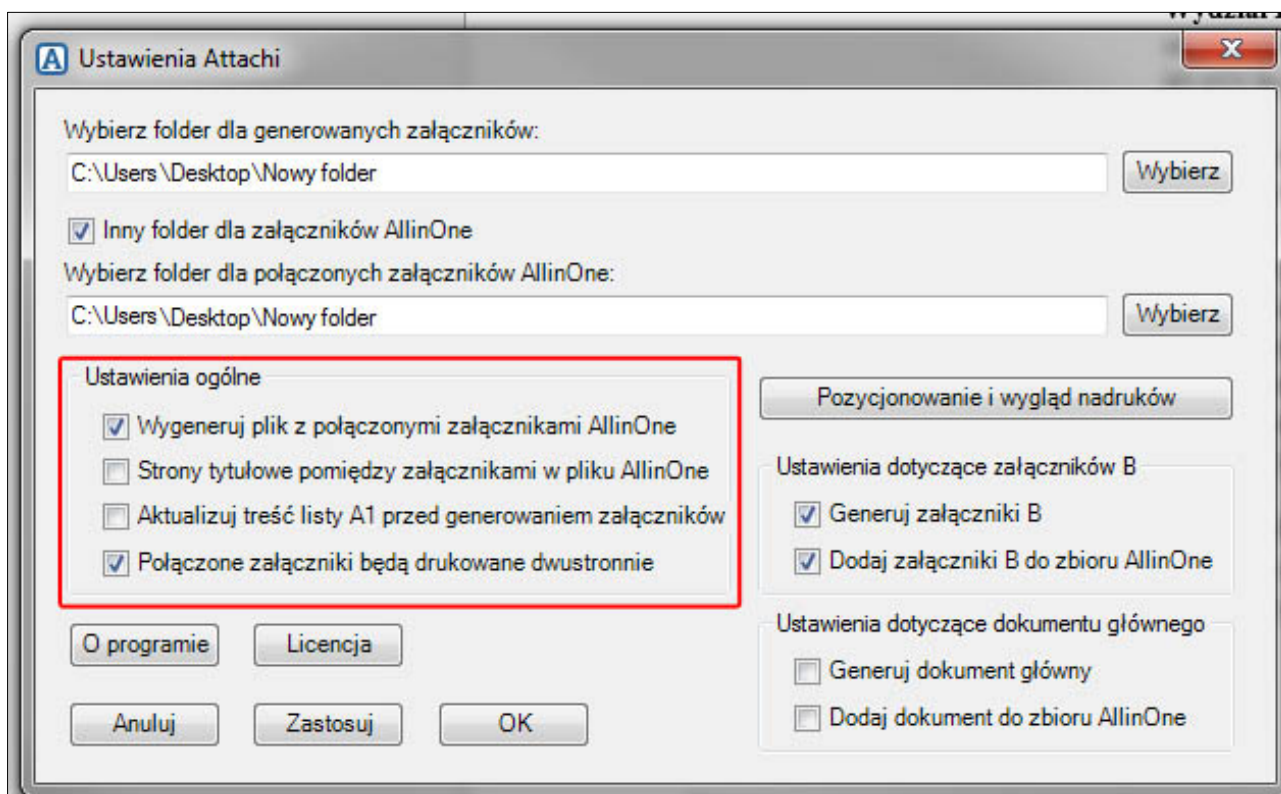 Ustawienia Attachi
Wybierz folder dla generowanych załączników:
C:\Users\Desktop\Nowy folder
Wybierz
Inny folder dla załączników AllinOne
Wybierz folder dla połączonych załączników AllinOne:
C:\Users\Desktop\Nowy folder
Wybierz
Ustawienia ogólne
Wygeneruj plik z połączonymi załącznikami AllinOne
Strony tytułowe pomiędzy załącznikami w pliku AllinOne
Aktualizuj treść listy A1 przed generowaniem załączników
Połączone załączniki będą drukowane dwustronnie
Pozycjonowanie i wygląd nadruków
Ustawienia dotyczące załączników B
Generuj załączniki B
Dodaj załączniki B do zbioru AllinOne
Ustawienia dotyczące dokumentu głównego
Generuj dokument główny
Dodaj dokument do zbioru AllinOne
O programie
Licencja
Anuluj
Zastosuj
OK